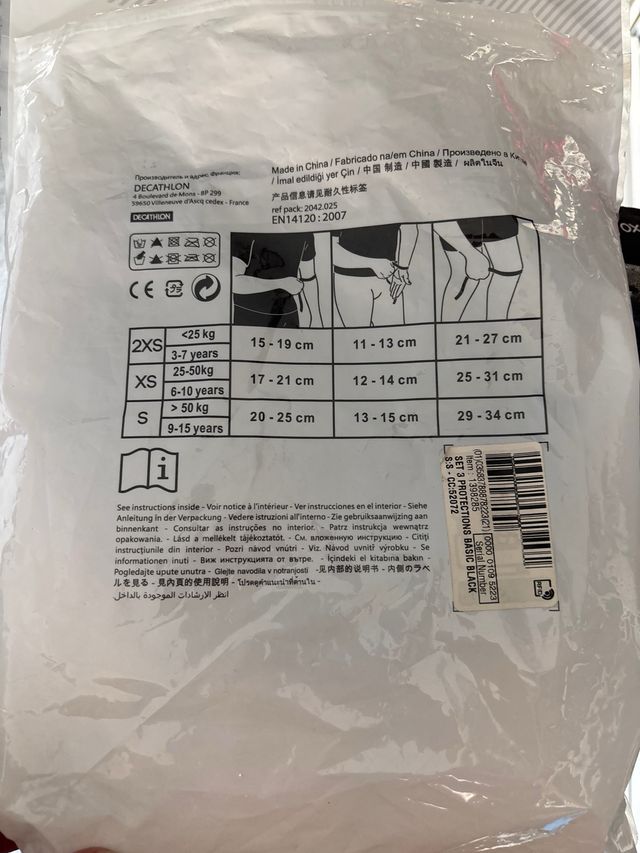 Производитель и адрес, франция:
DECATHLON
4 Boulevard de Mons - BP 299
59650 Villeneuve d'Ascq cedex - France
DECATHLON
Made in China / Fabricado na/em China / Произведено в
/ İmal edildiği yer Çin / 中国 制造 / 中國 製造 / ผลิตในจีน
产品信息请见耐久性标签
ref pack: 2042.025
EN14120 : 2007
CE
2XS <25 kg 3-7 years 15 - 19 cm 11 - 13 cm 21 - 27 cm
XS 25-50kg 6-10 years 17 - 21 cm 12 - 14 cm 25 - 31 cm
S > 50 kg 9-15 years 20 - 25 cm 13 - 15 cm 29 - 34 cm
i
See instructions inside - Voir notice à l'intérieur - Ver instrucciones en el interior - Siehe
Anleitung in der Verpackung - Vedere istruzioni all'interno - Zie gebruiksaanwijzing aan
binnenkant - Consultar as instruções no interior. - Patrz instrukcja wewnątrz
opakowania. - Lásd a mellékelt tájékoztatót. - См. вложенную инструкцию - Citiţi
instrucţiunile din interior - Pozri návod vnútri - Viz. Návod uvnitř výrobku - Se
informationen inuti - Виж инструкцията от вътре. - İçindeki el kitabına bakın -
Pogledajte upute unutra - Glejte navodila v notranjosti -见内部的说明书 - 内側のラベ
ルを見る - 見內頁的使用說明 - โปรดดูคำแนะนำที่ด้านใน -
انظر الإرشادات الموجودة بالداخل
Serial Number
Item : 1398285
SET 3 PROTECTIONS BASIC BLACK
S:S - CC:52072
RFID